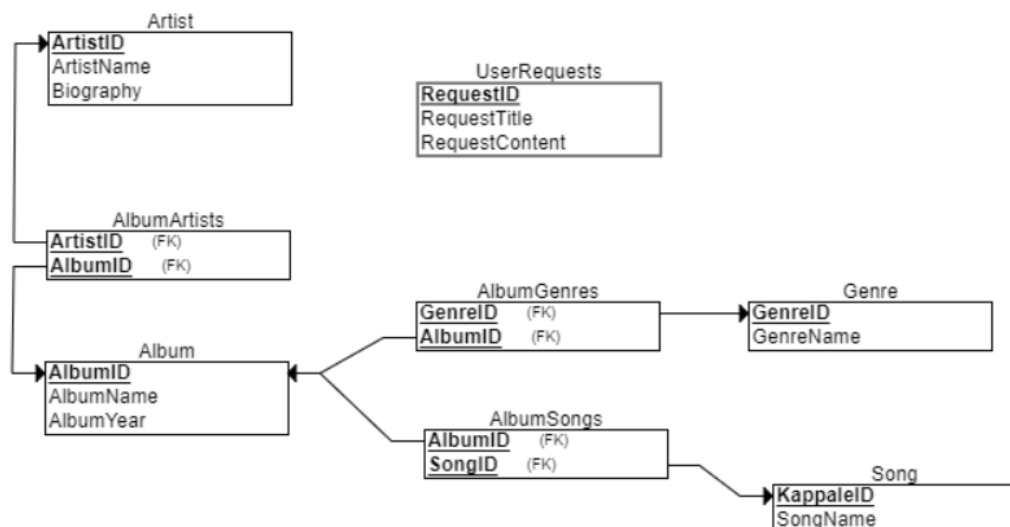 Artist
ArtistID
ArtistName
Biography
UserRequests
RequestID
RequestTitle
RequestContent
AlbumArtists
ArtistID (FK)
AlbumID (FK)
Album
AlbumID
AlbumName
AlbumYear
AlbumGenres
GenreID (FK)
AlbumID (FK)
Genre
GenreID
GenreName
AlbumSongs
AlbumID (FK)
SongID (FK)
Song
KappaleID
SongName